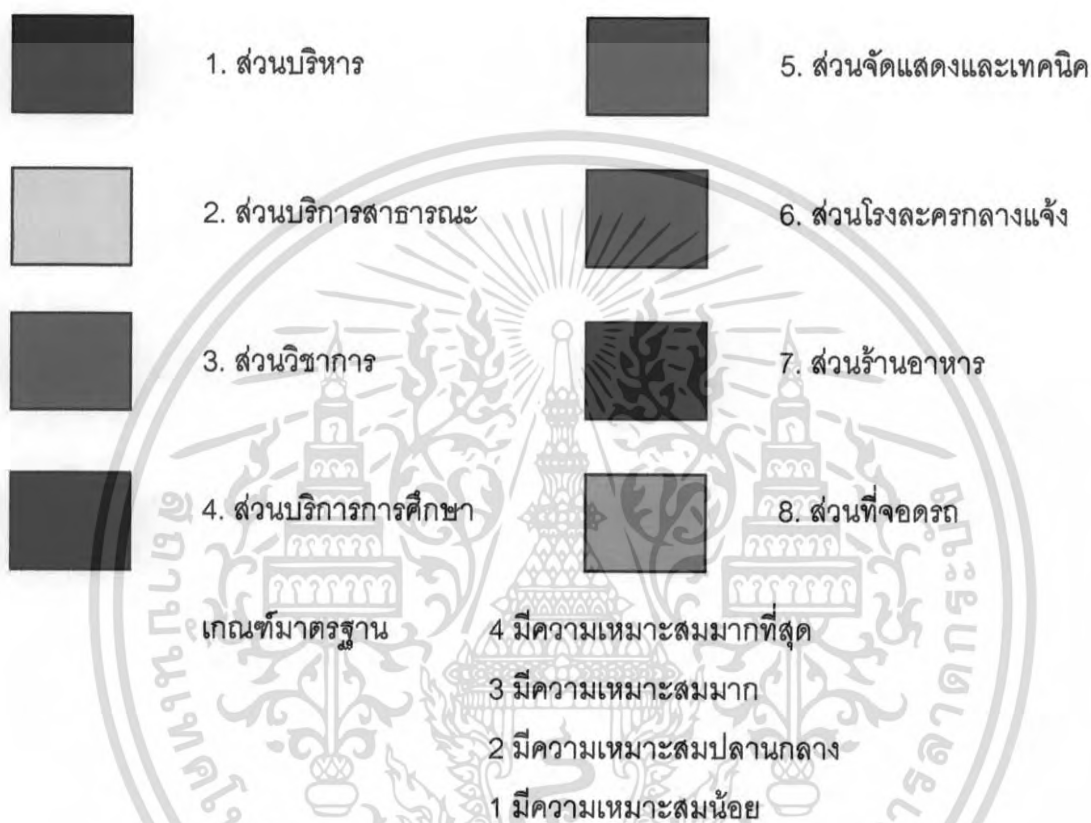 1. ส่วนบริหาร
2. ส่วนบริการสาธารณะ
3. ส่วนวิชาการ
4. ส่วนบริการการศึกษา
5. ส่วนจัดแสดงและเทคนิค
6. ส่วนโรงละครกลางแจ้ง
7. ส่วนร้านอาหาร
8. ส่วนที่จอดรถ
เกณฑ์มาตรฐาน
4 มีความเหมาะสมมากที่สุด
3 มีความเหมาะสมมาก
2 มีความเหมาะสมปลานกลาง
1 มีความเหมาะสมน้อย